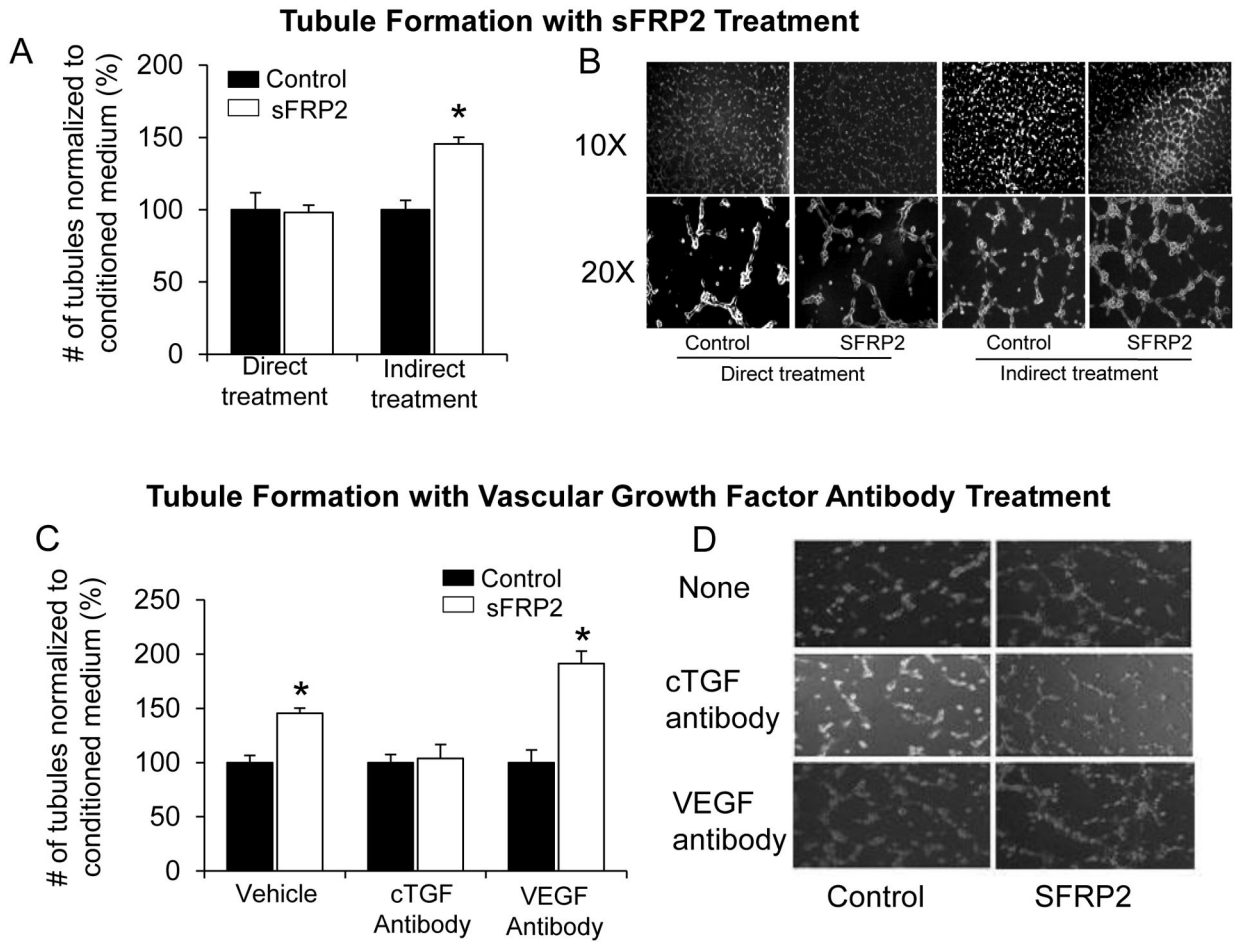 Tubule Formation with sFRP2 Treatment
A
# of tubules normalized to
conditioned medium (%)
200
150
100
50
0
Control
sFRP2
*
Direct
treatment
Indirect
treatment
B
10X
20X
Control
SFRP2
Control
SFRP2
Direct treatment
Indirect treatment
Tubule Formation with Vascular Growth Factor Antibody Treatment
C
# of tubules normalized to
conditioned medium (%)
250
200
150
100
50
0
Control
sFRP2
*
*
Vehicle
cTGF
Antibody
VEGF
Antibody
D
None
cTGF
antibody
VEGF
antibody
Control
SFRP2